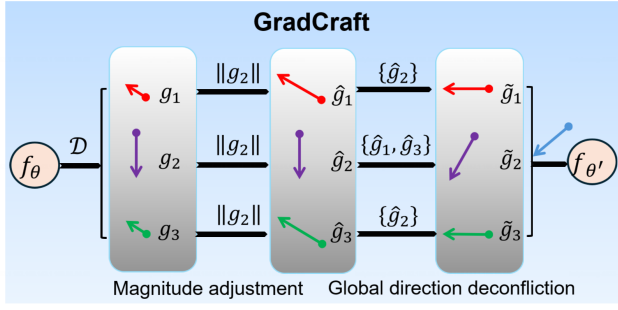 GradCraft
‖g₂‖ {ĝ₂}
g₁ ĝ₁ g̃₁
𝒟 ‖g₂‖ {ĝ₁, ĝ₃}
f_θ g₂ ĝ₂ g̃₂ f_θ′
‖g₂‖ {ĝ₂}
g₃ ĝ₃ g̃₃
Magnitude adjustment Global direction deconfliction